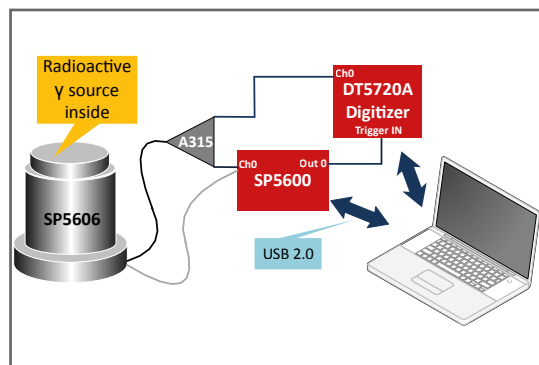 Radioactive
γ source
inside
SP5606
A315
Ch0
DT5720A
Digitizer
Trigger IN
Ch0
Out 0
SP5600
USB 2.0